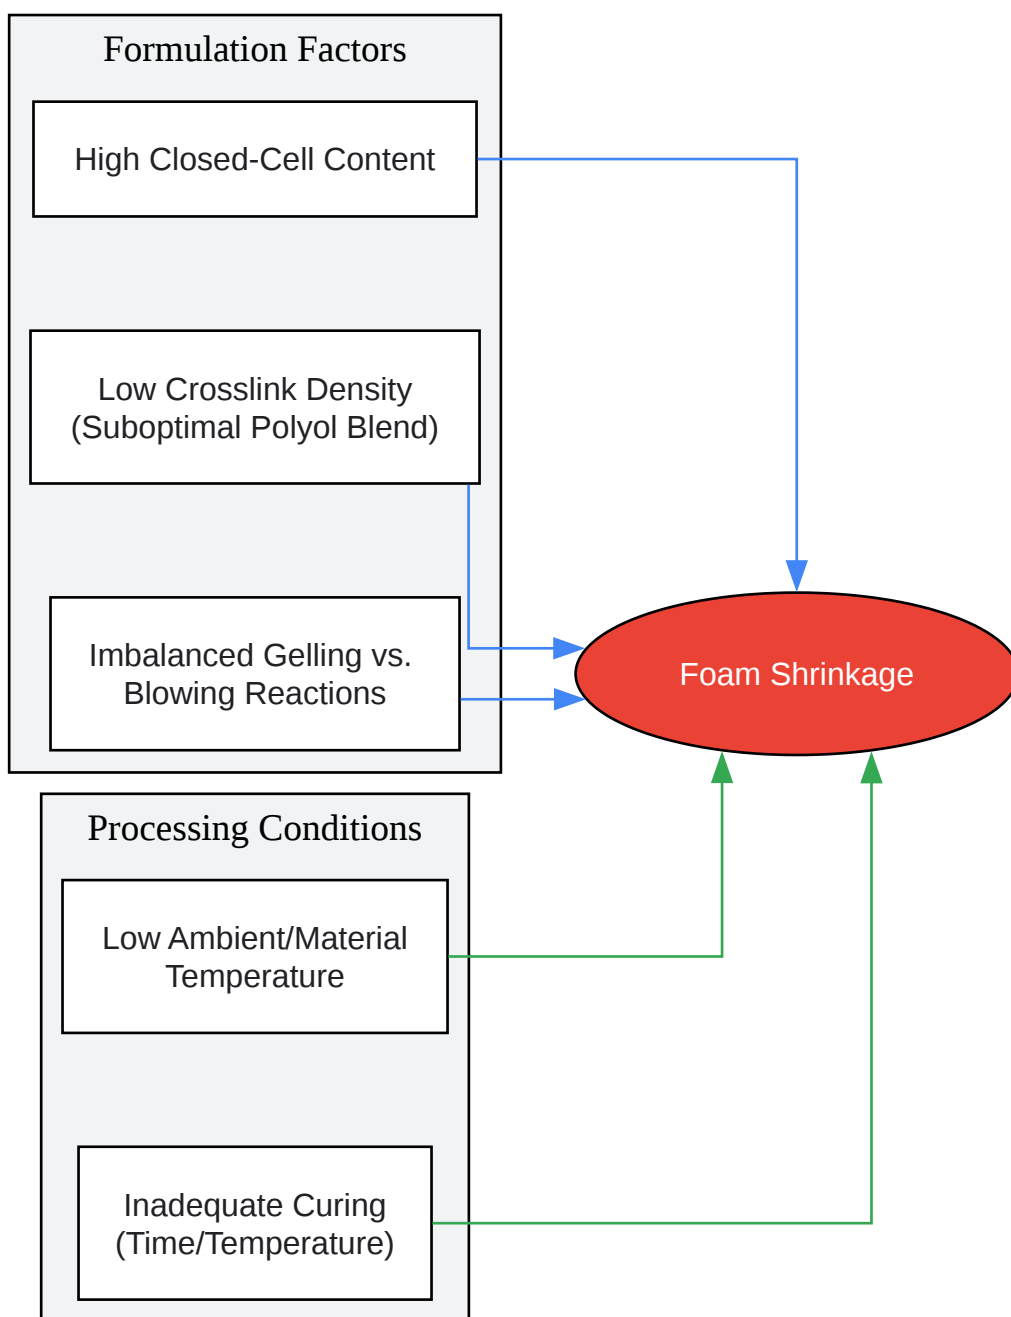 Formulation Factors
High Closed-Cell Content
Low Crosslink Density
(Suboptimal Polyol Blend)
Imbalanced Gelling vs.
Blowing Reactions
Foam Shrinkage
Processing Conditions
Low Ambient/Material
Temperature
Inadequate Curing
(Time/Temperature)